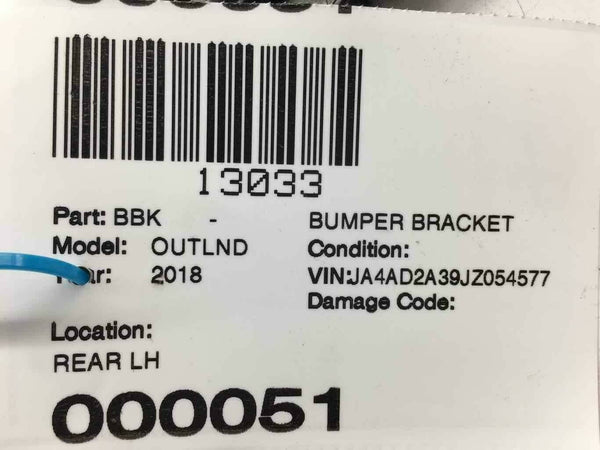 13033
Part: BBK - BUMPER BRACKET
Model: OUTLND Condition:
2018 VIN:JA4AD2A39JZ054577
Damage Code:
Location:
REAR LH
000051